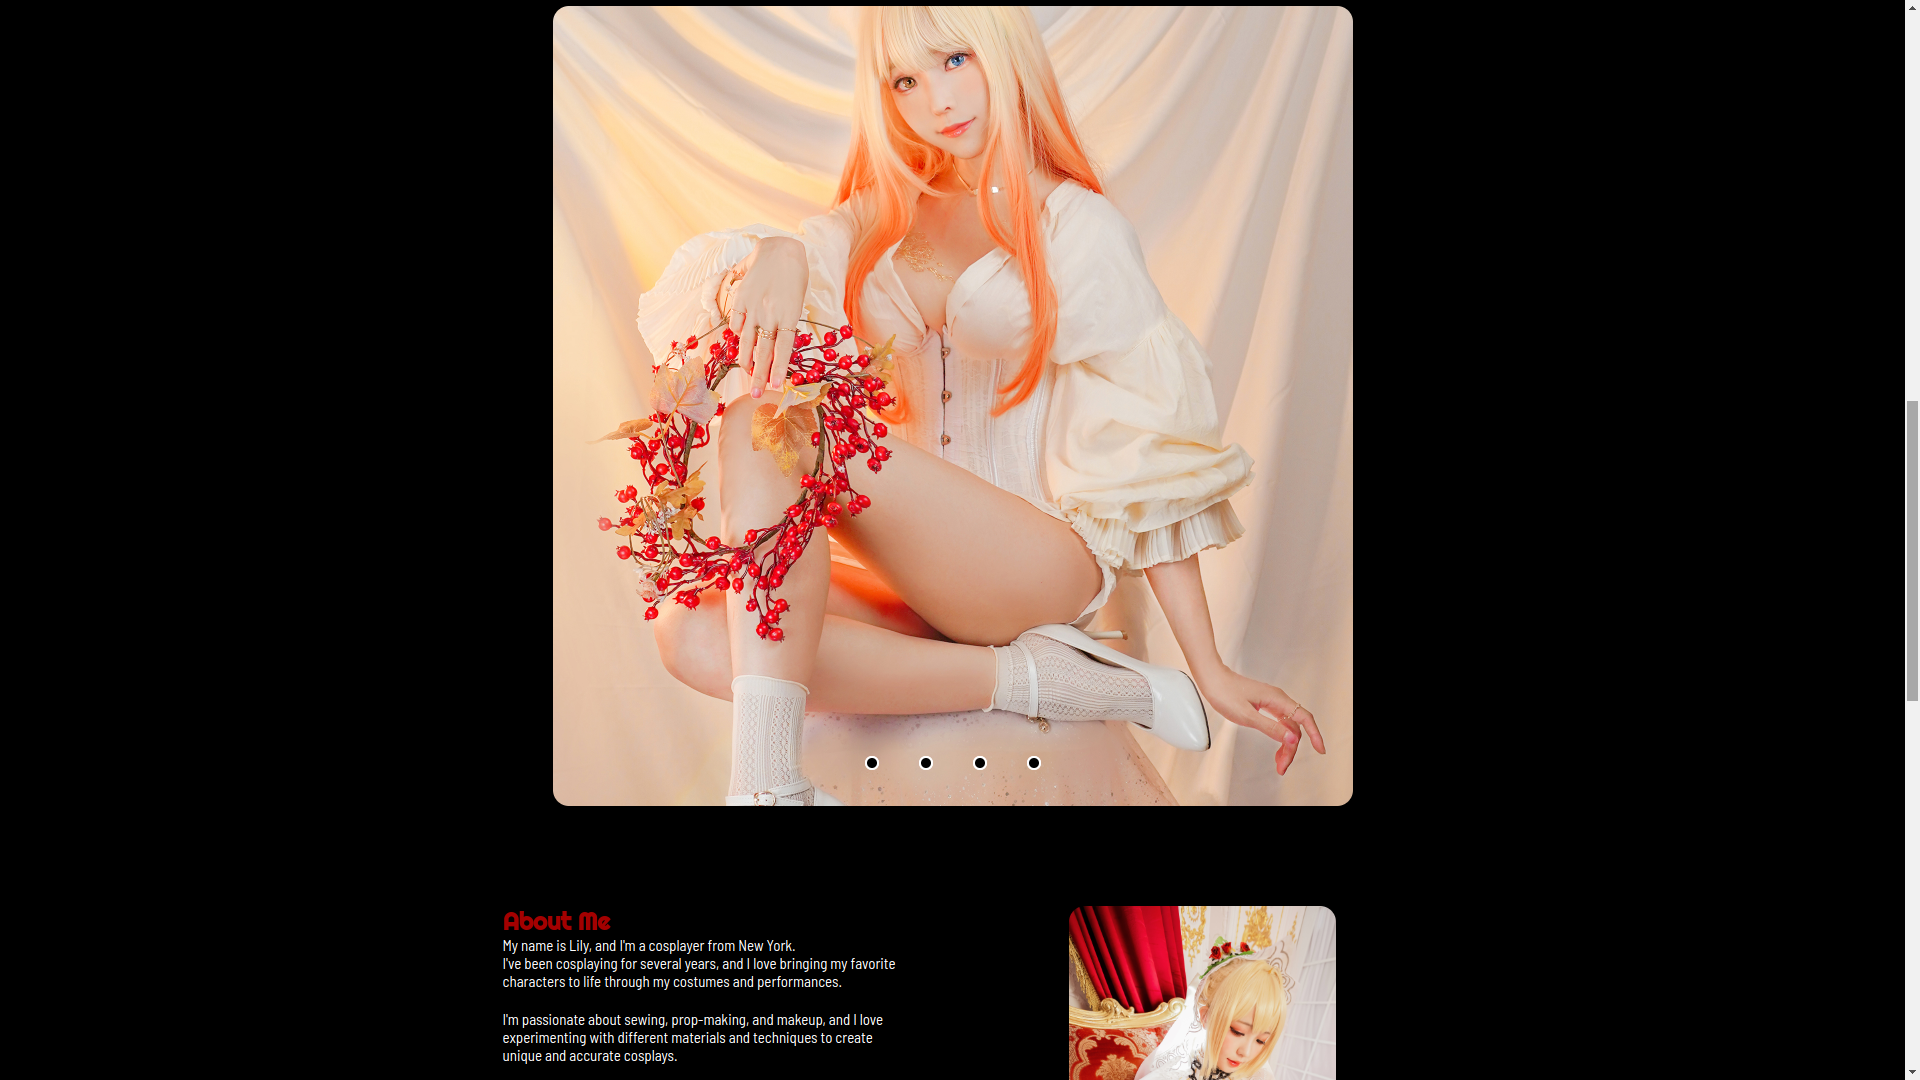 About Me
My name is Lily, and I'm a cosplayer from New York.
I've been cosplaying for several years, and I love bringing my favorite
characters to life through my costumes and performances.
I'm passionate about sewing, prop-making, and makeup, and I love
experimenting with different materials and techniques to create
unique and accurate cosplays.